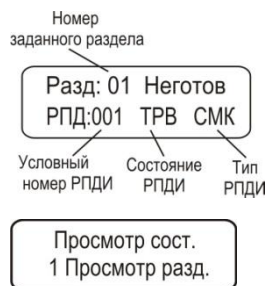 Номер
заданного раздела
Разд: 01 Неготов
РПД:001 ТРВ СМК
Условный
номер РПДИ
Состояние
РПДИ
Тип
РПДИ
Просмотр сост.
1 Просмотр разд.